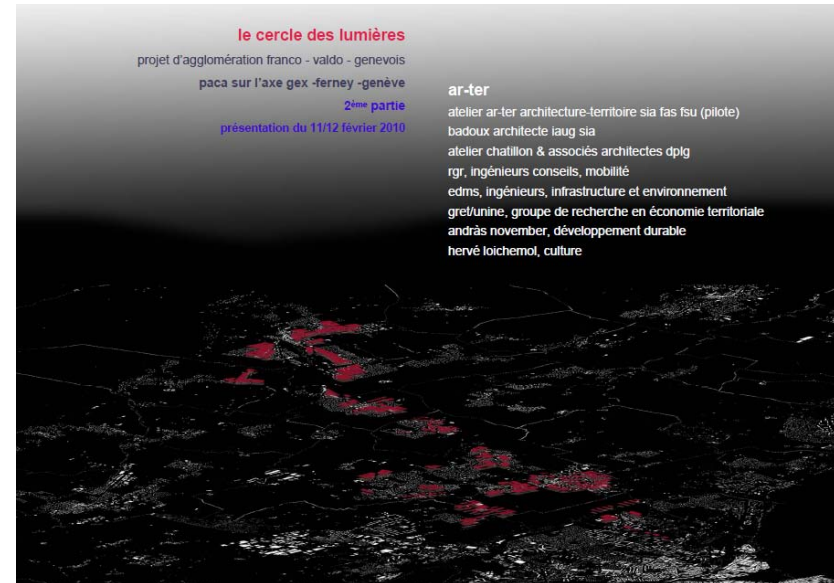 le cercle des lumières
projet d'agglomération franco - valdo - genevois
paca sur l'axe gex -ferney -genève
2ème partie
présentation du 11/12 février 2010
ar-ter
atelier ar-ter architecture-territoire sia fas fsu (pilote)
badoux architecte iaug sia
atelier chatillon & associés architectes dplg
rgr, ingénieurs conseils, mobilité
edms, ingénieurs, infrastructure et environnement
gret/unine, groupe de recherche en économie territoriale
andràs november, développement durable
hervé loichemol, culture